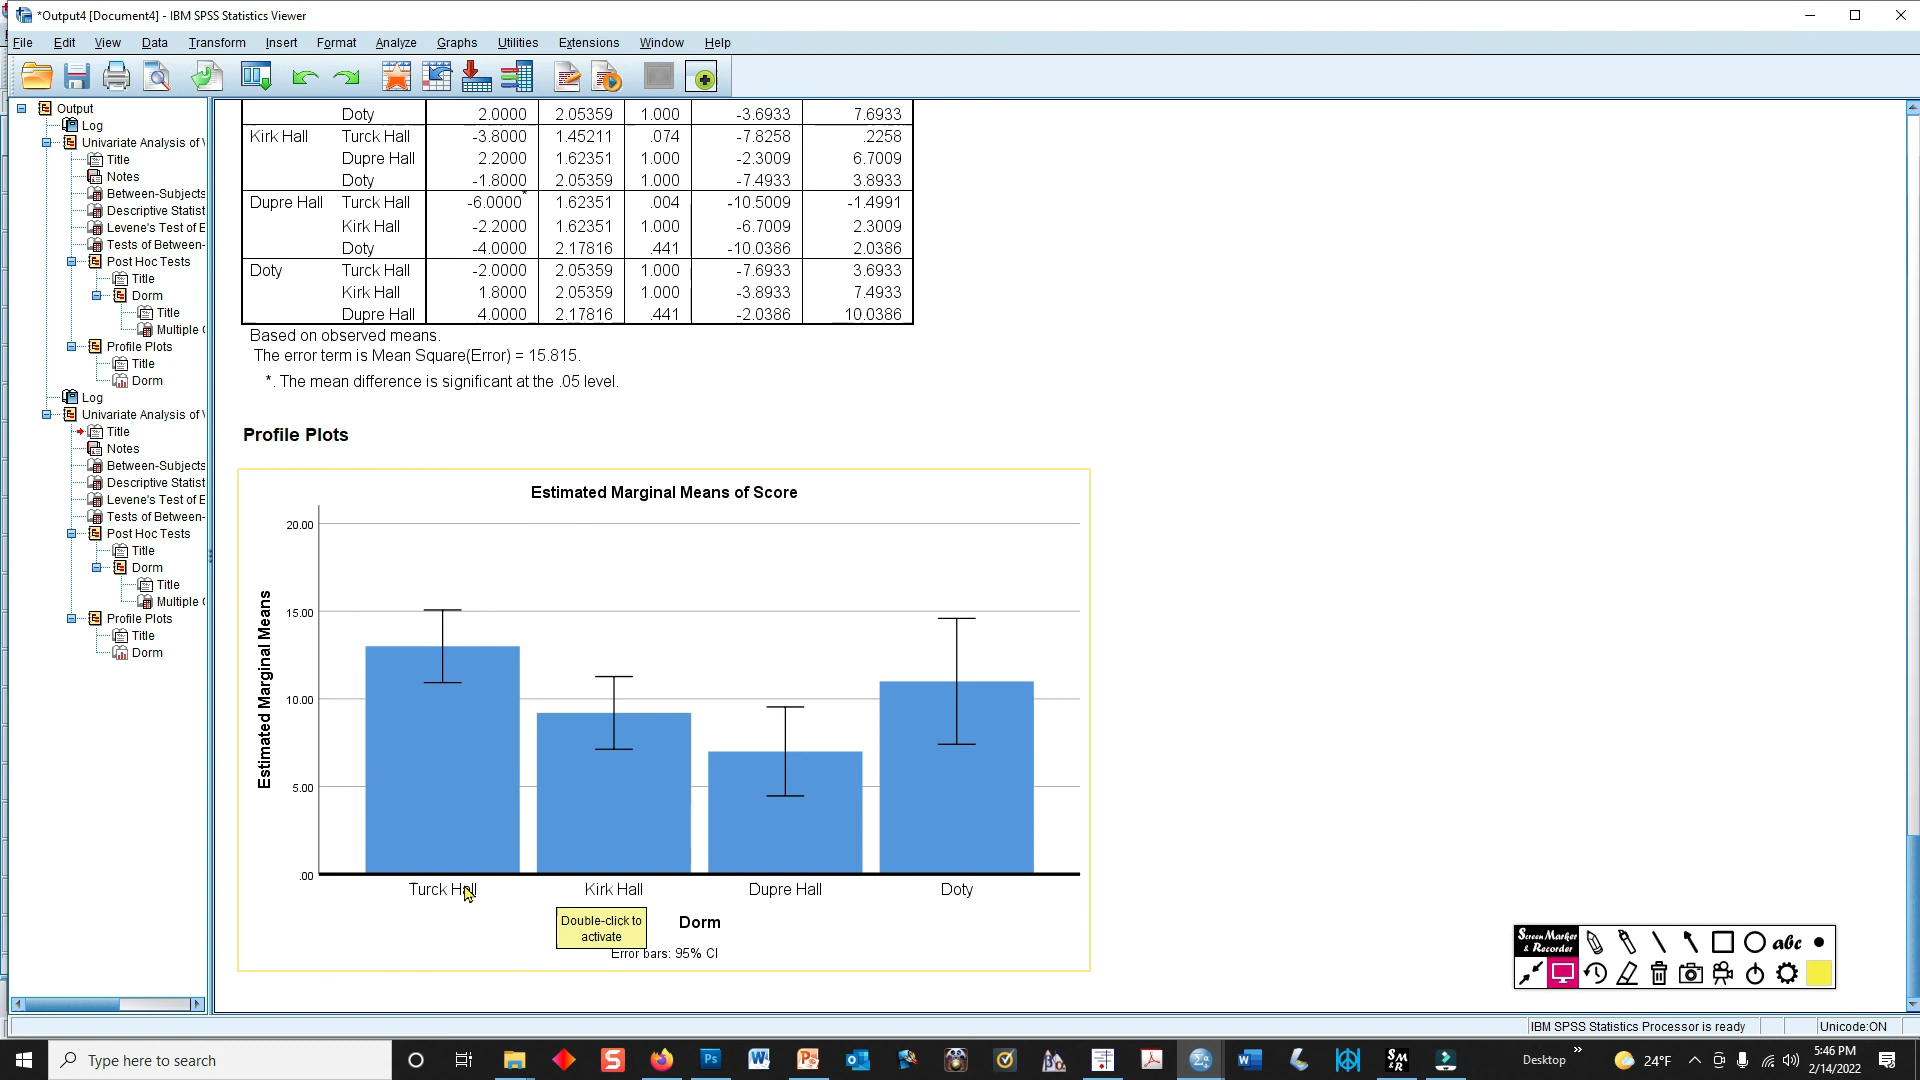 *Output4 [Document4] - IBM SPSS Statistics Viewer
File Edit View Data Transform Insert Format Analyze Graphs Utilities Extensions Window Help
Output
Log
Univariate Analysis of V
Title
Notes
Between-Subjects
Descriptive Statist
Levene's Test of E
Tests of Between-
Post Hoc Tests
Title
Dorm
Title
Multiple C
Profile Plots
Title
Dorm
Log
Univariate Analysis of V
Title
Notes
Between-Subjects
Descriptive Statist
Levene's Test of E
Tests of Between-
Post Hoc Tests
Title
Dorm
Title
Multiple C
Profile Plots
Title
Dorm
Doty 2.0000 2.05359 1.000 -3.6933 7.6933
Kirk Hall Turck Hall -3.8000 1.45211 .074 -7.8258 .2258
Dupre Hall 2.2000 1.62351 1.000 -2.3009 6.7009
Doty -1.8000 2.05359 1.000 -7.4933 3.8933
Dupre Hall Turck Hall -6.0000* 1.62351 .004 -10.5009 -1.4991
Kirk Hall -2.2000 1.62351 1.000 -6.7009 2.3009
Doty -4.0000 2.17816 .441 -10.0386 2.0386
Doty Turck Hall -2.0000 2.05359 1.000 -7.6933 3.6933
Kirk Hall 1.8000 2.05359 1.000 -3.8933 7.4933
Dupre Hall 4.0000 2.17816 .441 -2.0386 10.0386
Based on observed means.
The error term is Mean Square(Error) = 15.815.
*. The mean difference is significant at the .05 level.
Profile Plots
Estimated Marginal Means of Score
Estimated Marginal Means
20.00
15.00
10.00
5.00
.00
Turck Hall Kirk Hall Dupre Hall Doty
Dorm
Double-click to
activate
Error bars: 95% CI
Screen Marker
& Recorder
abc
IBM SPSS Statistics Processor is ready Unicode:ON
Type here to search
Desktop
24°F
5:46 PM
2/14/2022